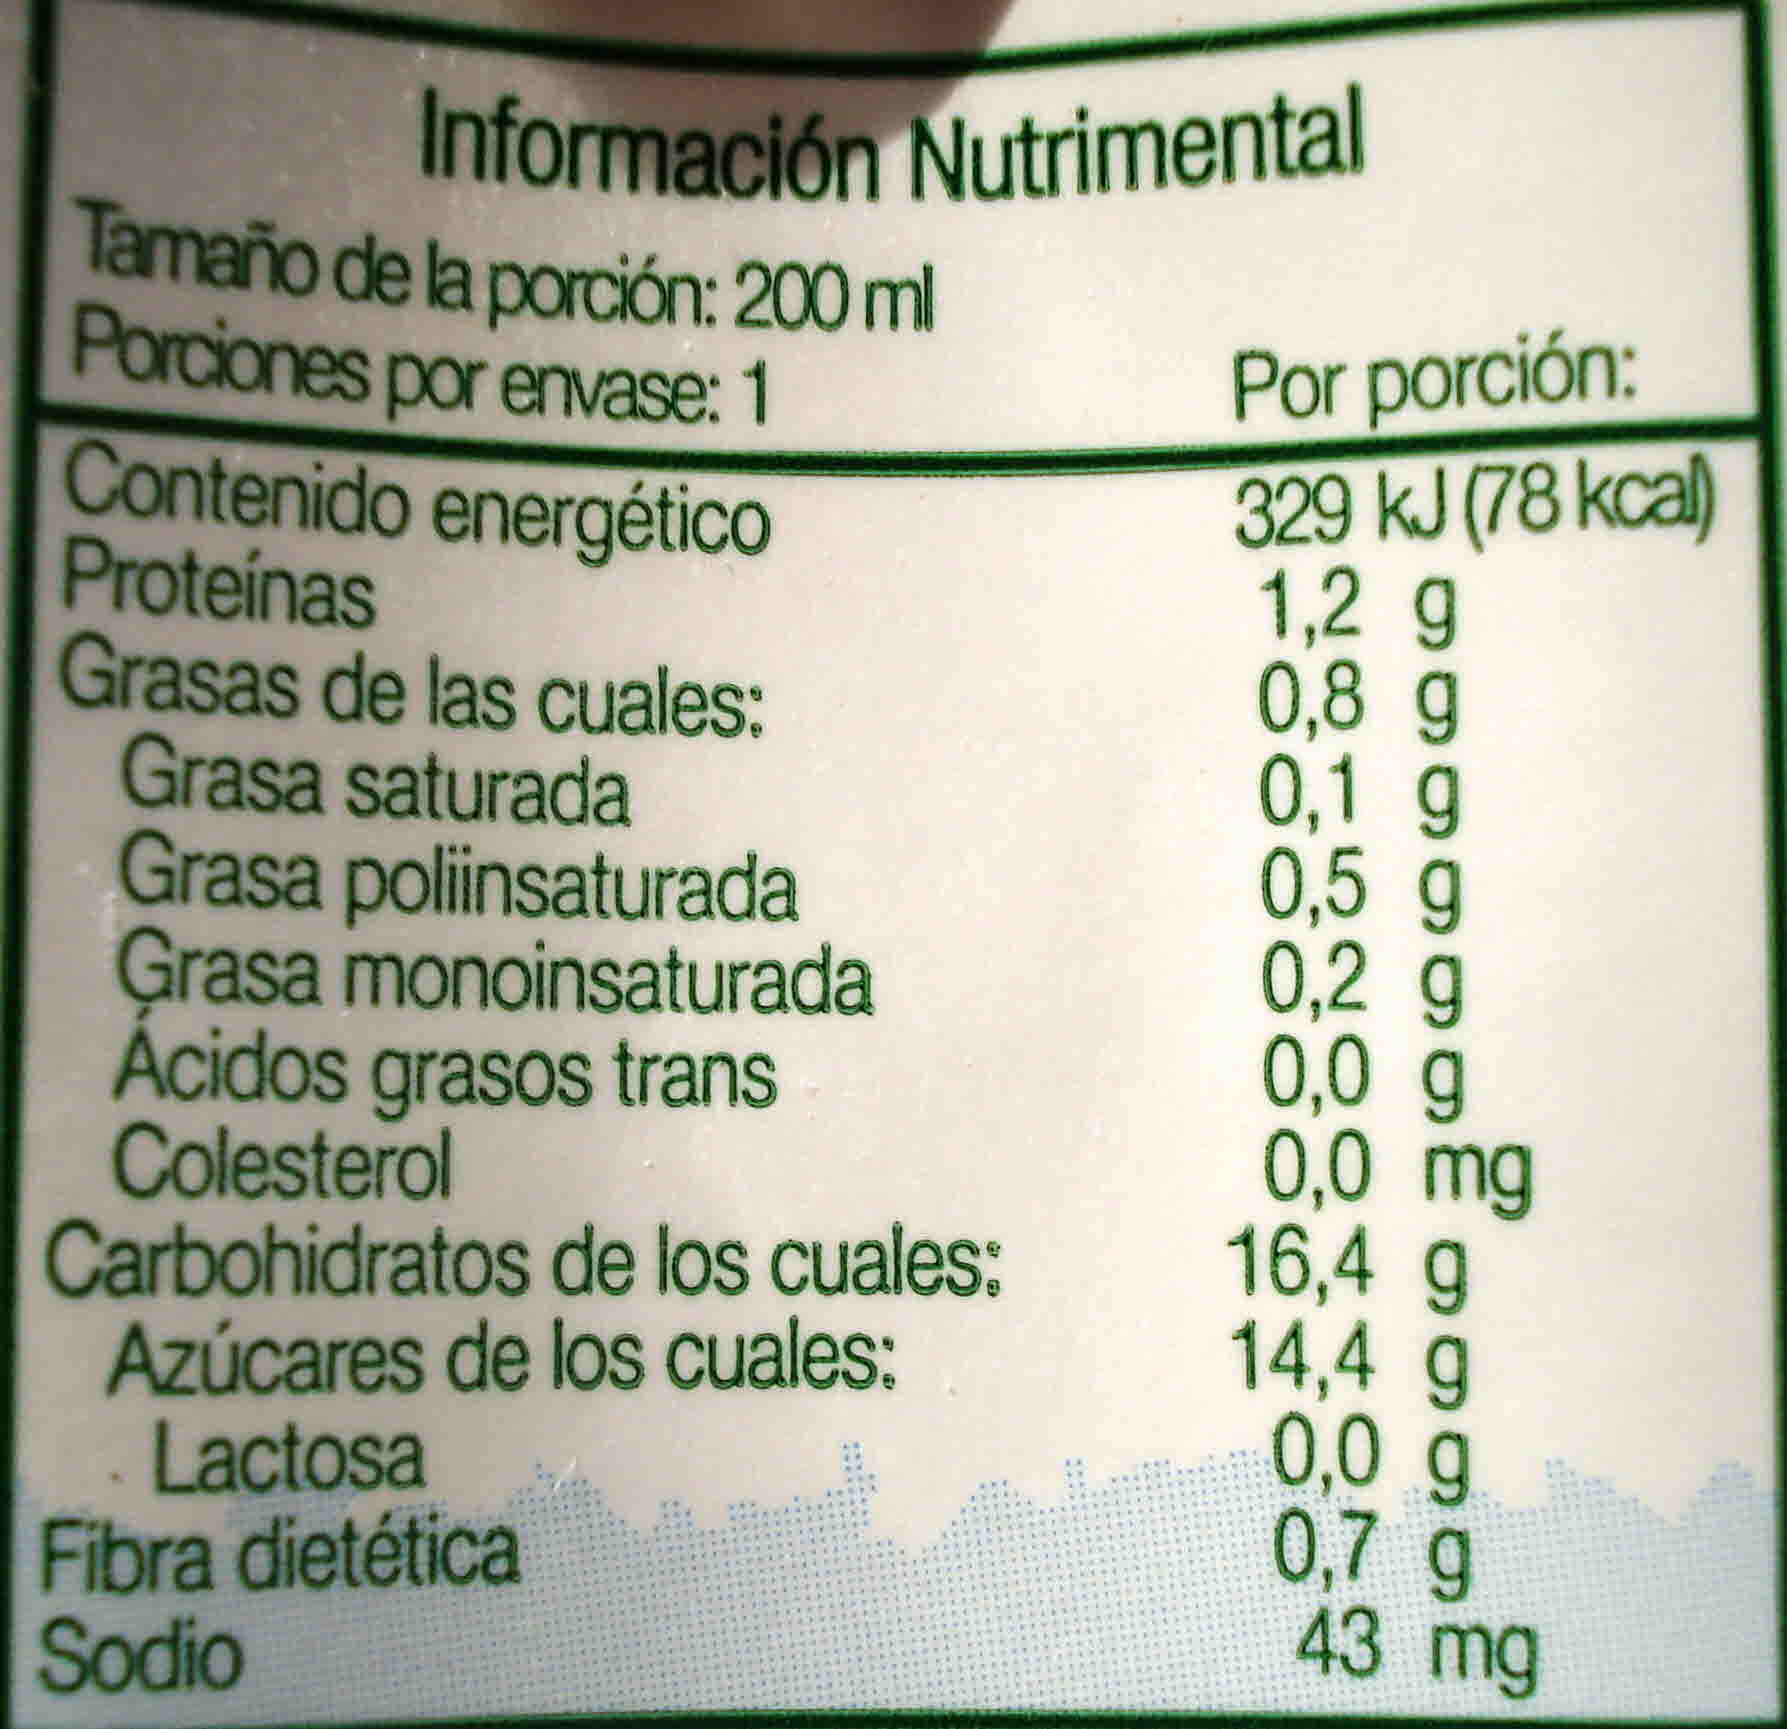 Información Nutrimental
Tamaño de la porción: 200 ml
Porciones por envase: 1 Por porción:
Contenido energético 329 kJ (78 kcal)
Proteínas 1,2 g
Grasas de las cuales: 0,8 g
Grasa saturada 0,1 g
Grasa poliinsaturada 0,5 g
Grasa monoinsaturada 0,2 g
Ácidos grasos trans 0,0 g
Colesterol 0,0 mg
Carbohidratos de los cuales: 16,4 g
Azúcares de los cuales: 14,4 g
Lactosa 0,0 g
Fibra dietética 0,7 g
Sodio 43 mg